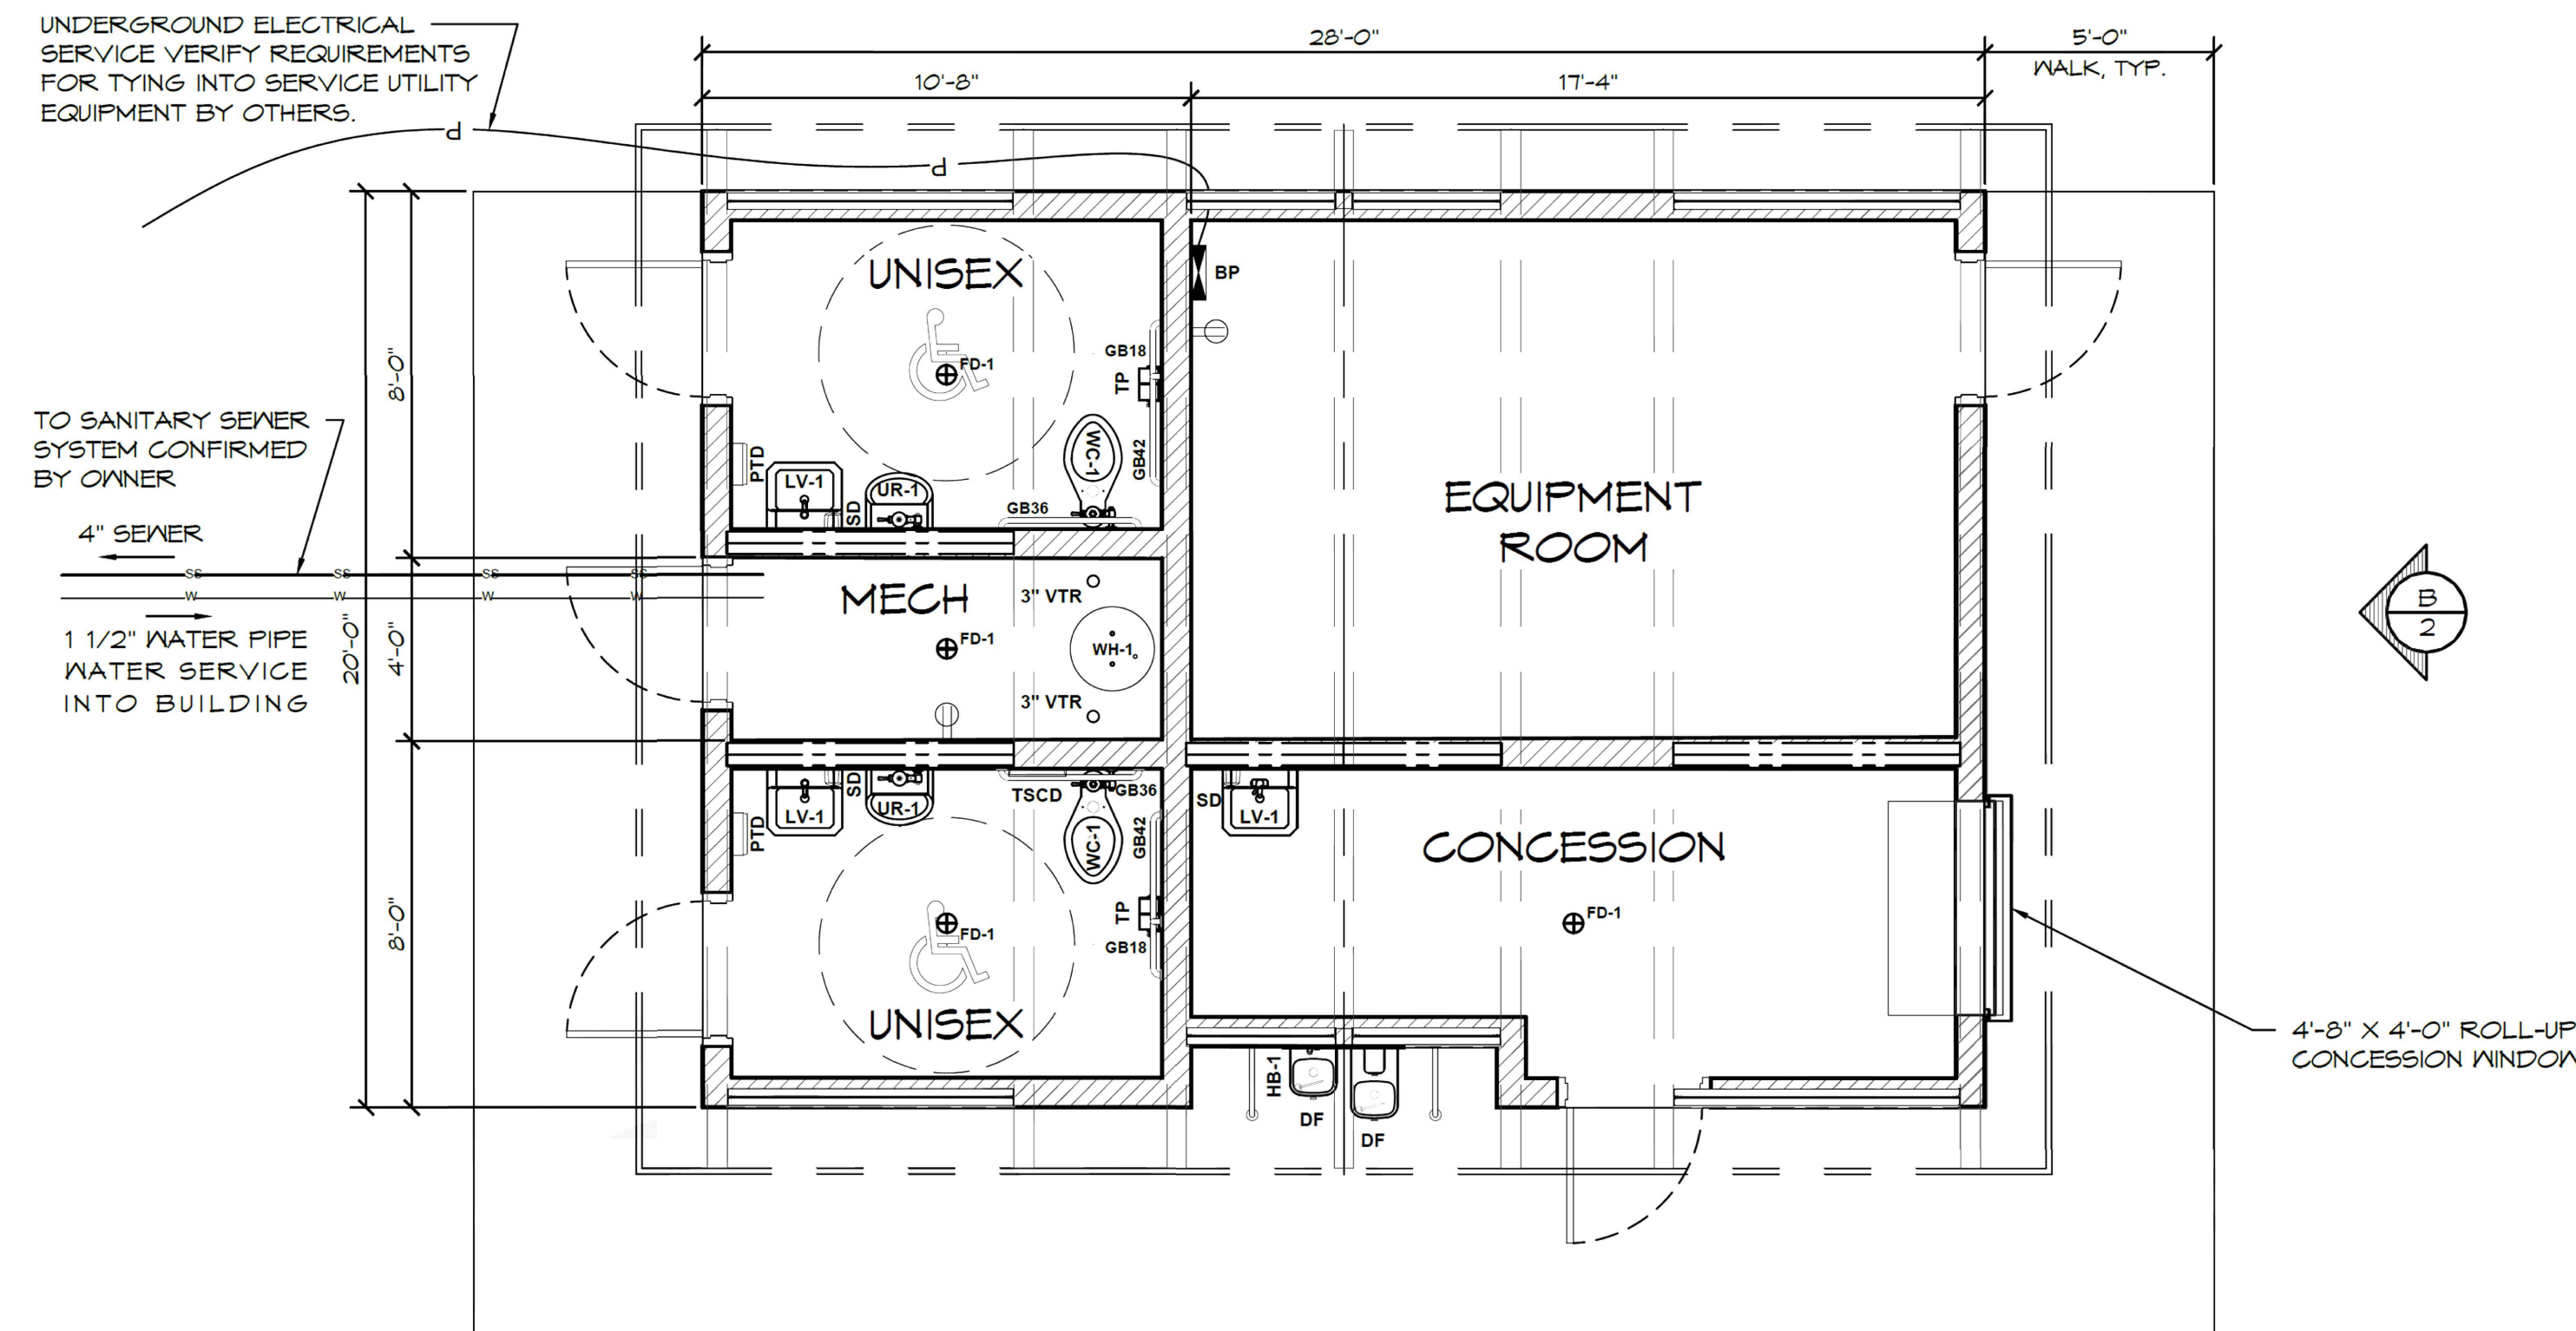 UNDERGROUND ELECTRICAL
SERVICE VERIFY REQUIREMENTS
FOR TYING INTO SERVICE UTILITY
EQUIPMENT BY OTHERS.
28'-0"
5'-0"
WALK, TYP.
10'-8"
17'-4"
P
P
UNISEX
BP
FD-1
GB18
TP
8'-0"
TO SANITARY SEWER
SYSTEM CONFIRMED
BY OWNER
PTD
LV-1
SD
UR-1
WC-1
GB42
GB36
EQUIPMENT
ROOM
4" SEWER
SS
SS
SS
SS
W
W
W
W
1 1/2" WATER PIPE
WATER SERVICE
INTO BUILDING
20'-0"
4'-0"
MECH
3" VTR
FD-1
WH-1
3" VTR
B
2
PTD
LV-1
SD
UR-1
TSCD
WC-1
GB36
GB42
SD
LV-1
CONCESSION
8'-0"
FD-1
TP
GB18
FD-1
UNISEX
4'-8" X 4'-0" ROLL-UP
CONCESSION WINDOW
HB-1
DF
DF